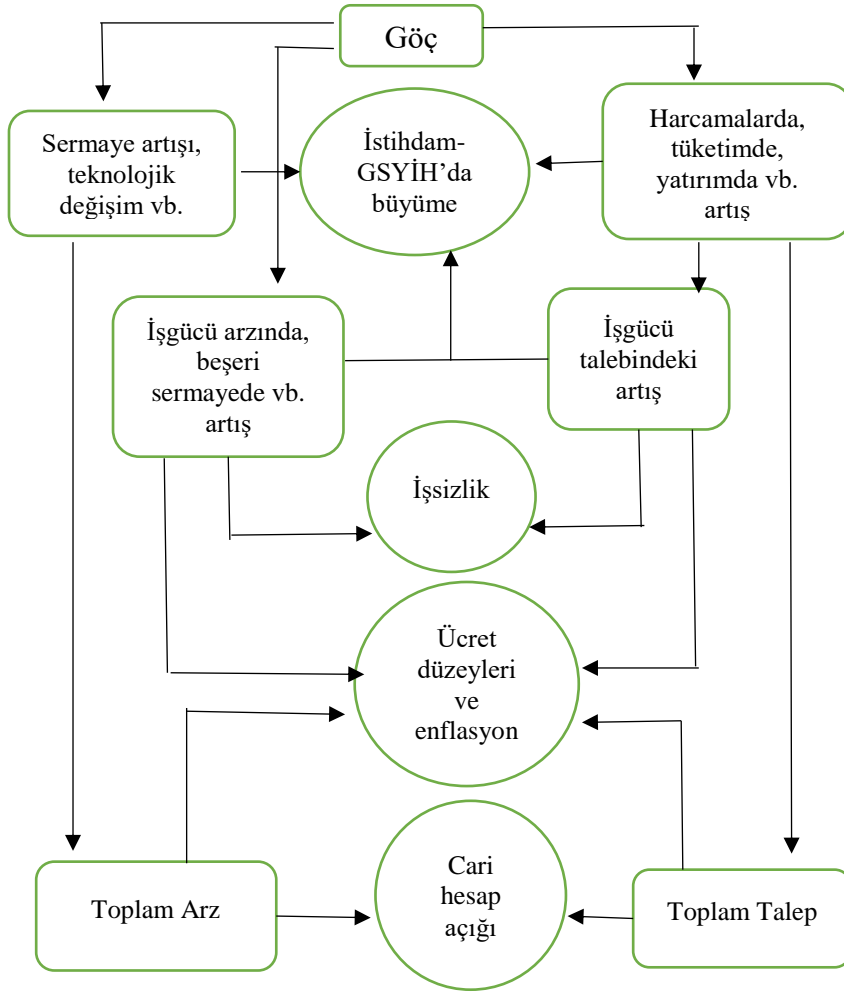 Göç
Sermaye artışı,
teknolojik
değişim vb.
İstihdam-
GSYİH’da
büyüme
Harcamalarda,
tüketimde,
yatırımda vb.
artış
İşgücü arzında,
beşeri
sermayede vb.
artış
İşgücü
talebindeki
artış
İşsizlik
Ücret
düzeyleri
ve
enflasyon
Toplam Arz
Cari
hesap
açığı
Toplam Talep